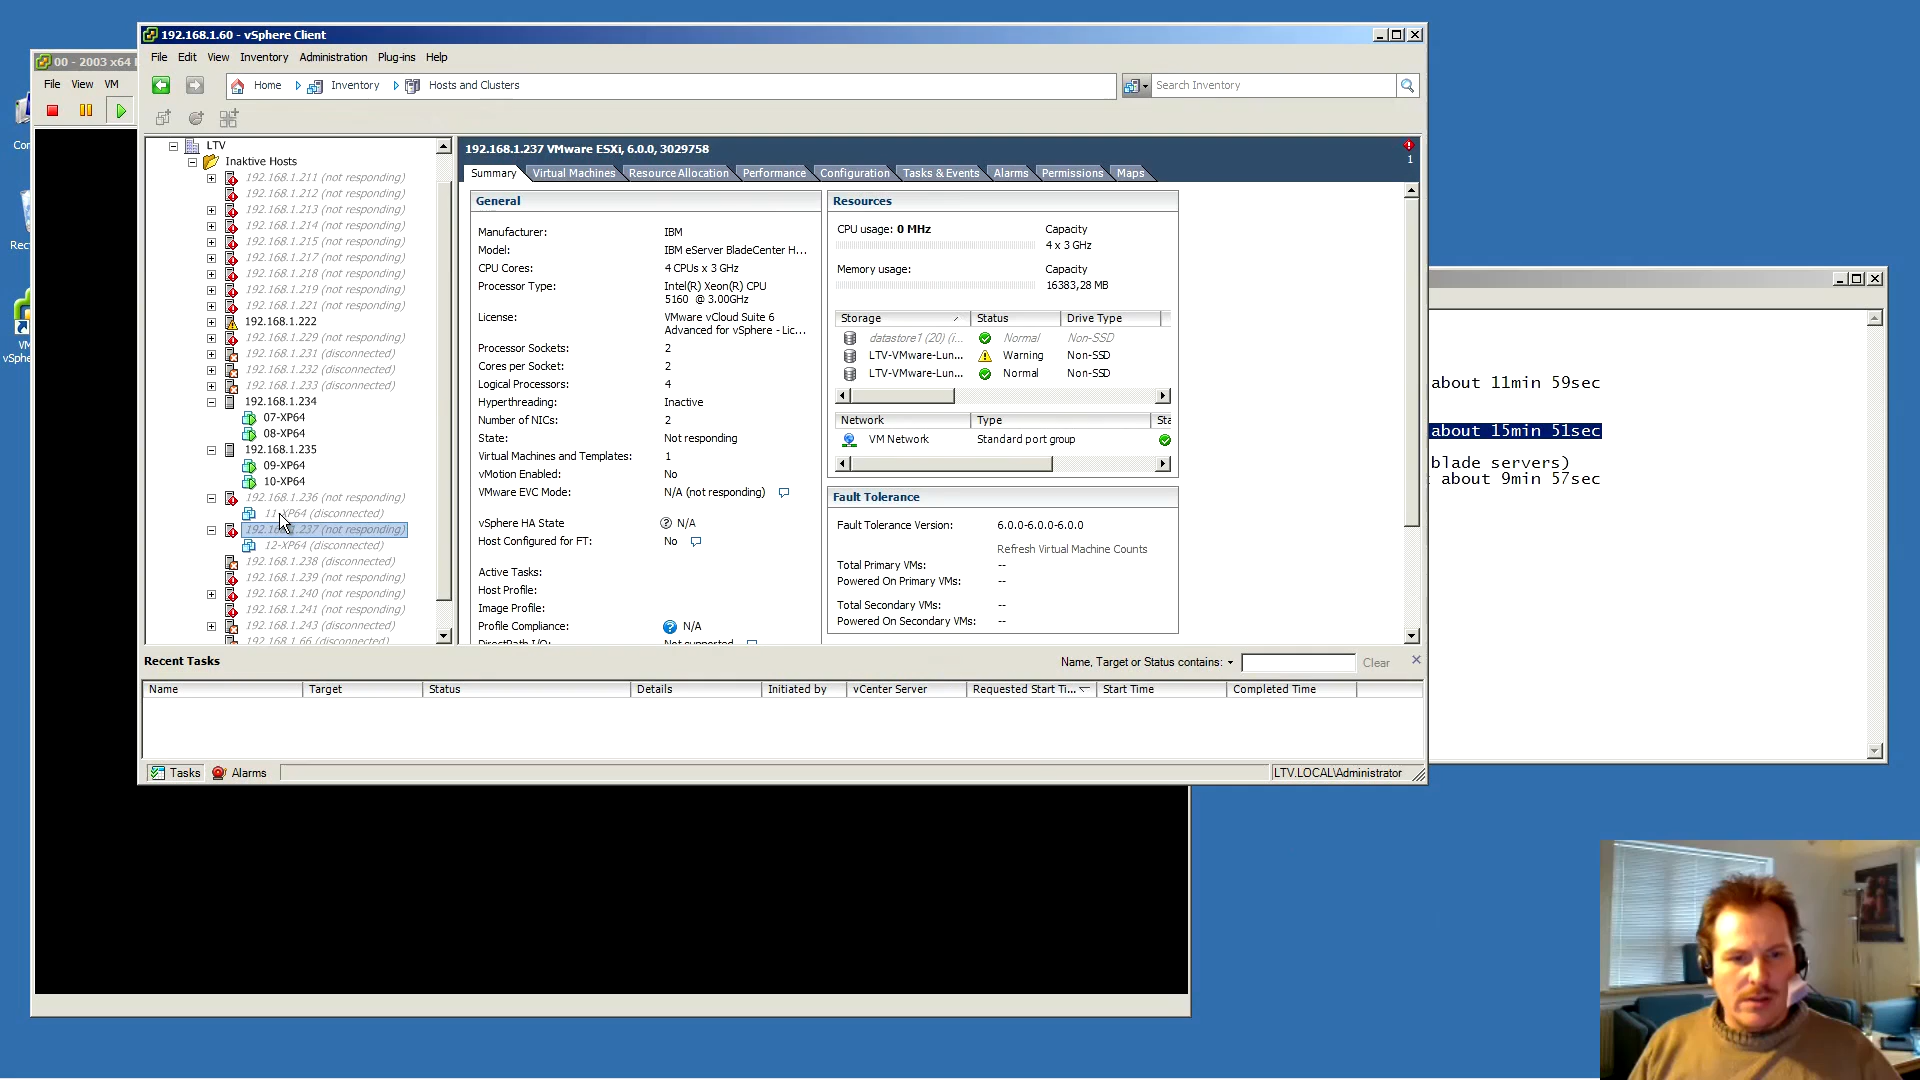 192.168.1.60 - vSphere Client
File Edit View Inventory Administration Plug-ins Help
Home Inventory Hosts and Clusters
Search Inventory
00 - 2003 x64
File View VM
LTV
Inaktive Hosts
192.168.1.211 (not responding)
192.168.1.212 (not responding)
192.168.1.213 (not responding)
192.168.1.214 (not responding)
192.168.1.215 (not responding)
192.168.1.217 (not responding)
192.168.1.218 (not responding)
192.168.1.219 (not responding)
192.168.1.221 (not responding)
192.168.1.222
192.168.1.229 (not responding)
192.168.1.231 (disconnected)
192.168.1.232 (disconnected)
192.168.1.233 (disconnected)
192.168.1.234
07-XP64
08-XP64
192.168.1.235
09-XP64
10-XP64
192.168.1.236 (not responding)
11-XP64 (disconnected)
192.168.1.237 (not responding)
12-XP64 (disconnected)
192.168.1.238 (disconnected)
192.168.1.239 (not responding)
192.168.1.240 (not responding)
192.168.1.241 (not responding)
192.168.1.243 (disconnected)
192.168.1.66 (disconnected)
192.168.1.237 VMware ESXi, 6.0.0, 3029758
1
Summary Virtual Machines Resource Allocation Performance Configuration Tasks & Events Alarms Permissions Maps
General
Manufacturer: IBM
Model: IBM eServer BladeCenter H...
CPU Cores: 4 CPUs x 3 GHz
Processor Type: Intel(R) Xeon(R) CPU
5160 @ 3.00GHz
License: VMware vCloud Suite 6
Advanced for vSphere - Lic...
Processor Sockets: 2
Cores per Socket: 2
Logical Processors: 4
Hyperthreading: Inactive
Number of NICs: 2
State: Not responding
Virtual Machines and Templates: 1
vMotion Enabled: No
VMware EVC Mode: N/A (not responding)
vSphere HA State N/A
Host Configured for FT: No
Active Tasks:
Host Profile:
Image Profile:
Profile Compliance: N/A
DirectPath I/O: Not supported
Resources
CPU usage: 0 MHz Capacity
4 x 3 GHz
Memory usage: Capacity
16383,28 MB
Storage Status Drive Type
datastore1 (20) (i... Normal Non-SSD
LTV-VMware-Lun... Warning Non-SSD
LTV-VMware-Lun... Normal Non-SSD
Network Type Sta
VM Network Standard port group
Fault Tolerance
Fault Tolerance Version: 6.0.0-6.0.0-6.0.0
Refresh Virtual Machine Counts
Total Primary VMs: --
Powered On Primary VMs: --
Total Secondary VMs: --
Powered On Secondary VMs: --
Recent Tasks
Name, Target or Status contains: Clear
Name Target Status Details Initiated by vCenter Server Requested Start Ti... Start Time Completed Time
Tasks Alarms
LTV.LOCAL\Administrator
about 11min 59sec
about 15min 51sec
blade servers)
about 9min 57sec
Rec
VM
vSphe